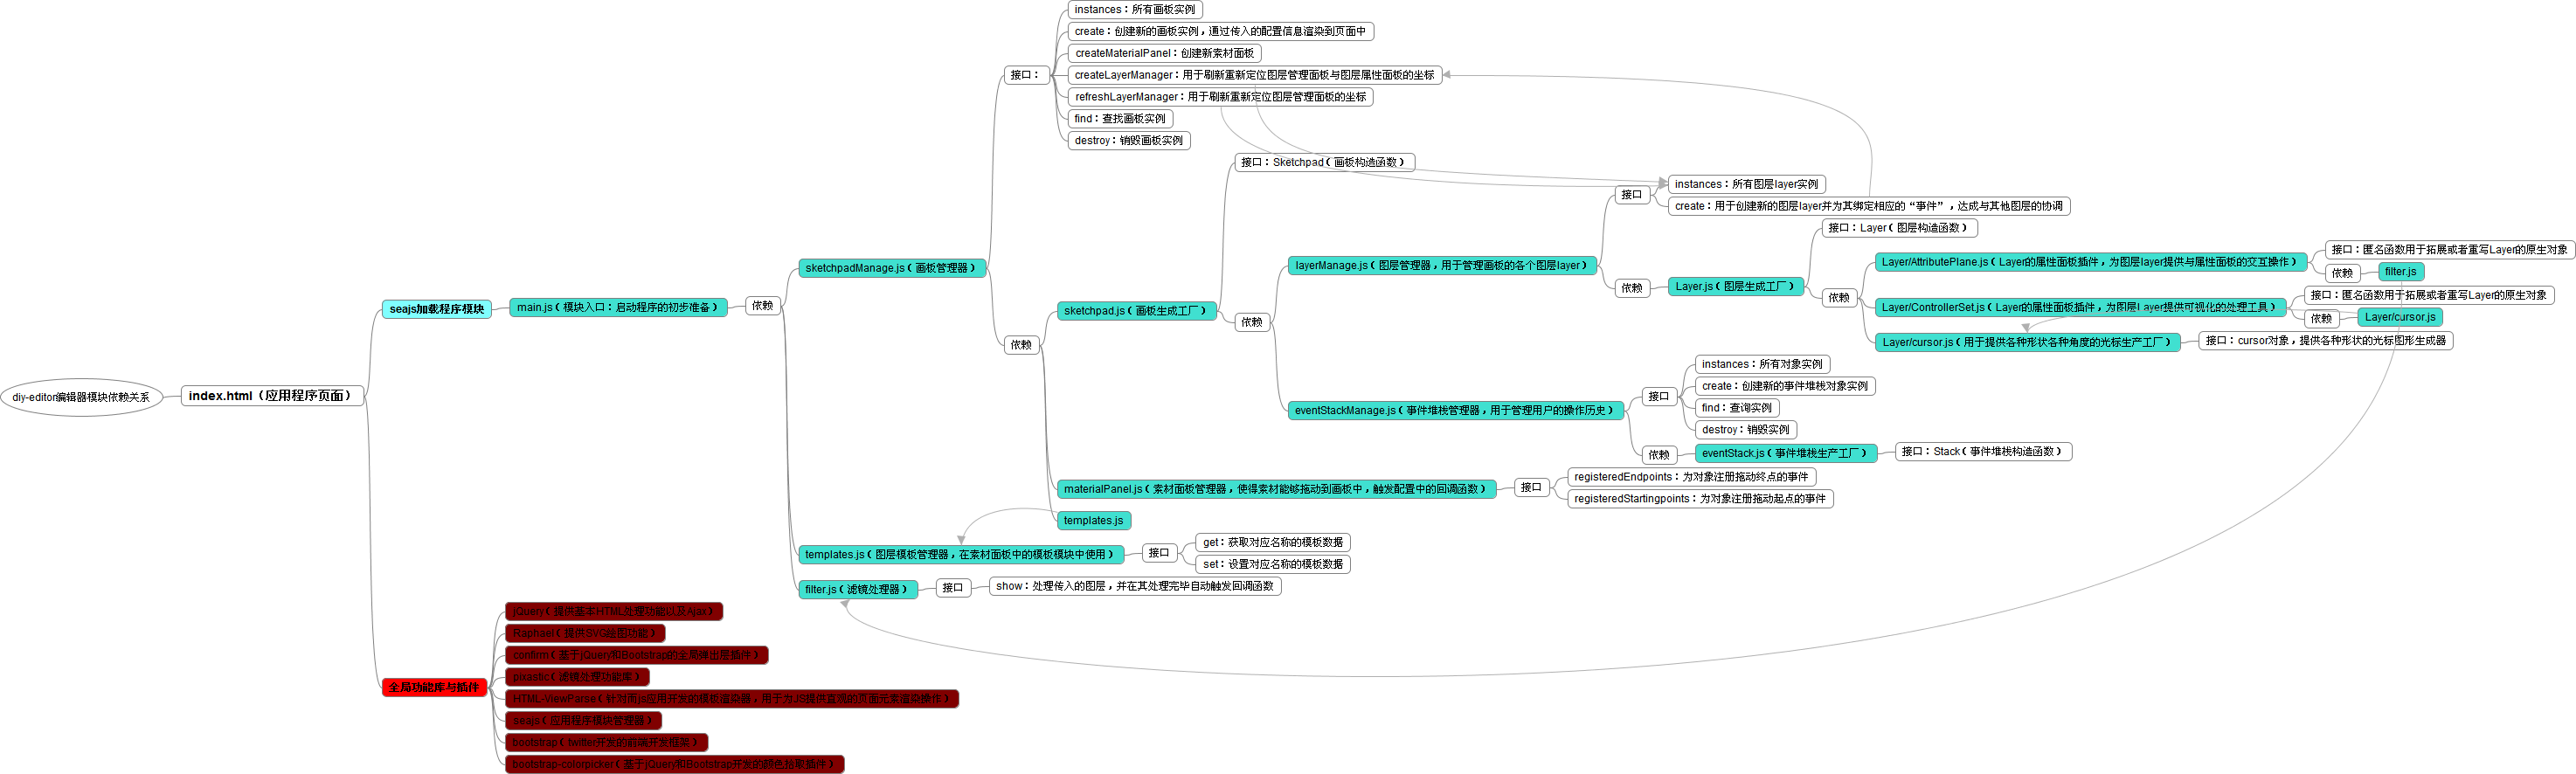 diy-editor编辑器模块依赖关系
index.html（应用程序页面）
seajs加载程序模块
main.js（模块入口：启动程序的初步准备）
依赖
sketchpadManage.js（画板管理器）
接口：
instances：所有画板实例
create：创建新的画板实例，通过传入的配置信息渲染到页面中
createMaterialPanel：创建新素材面板
createLayerManager：用于刷新重新定位图层管理面板与图层属性面板的坐标
refreshLayerManager：用于刷新重新定位图层管理面板的坐标
find：查找画板实例
destroy：销毁画板实例
依赖
sketchpad.js（画板生成工厂）
接口：Sketchpad（画板构造函数）
依赖
layerManage.js（图层管理器，用于管理画板的各个图层layer）
接口
instances：所有图层layer实例
create：用于创建新的图层layer并为其绑定相应的“事件”，达成与其他图层的协调
依赖
Layer.js（图层生成工厂）
接口：Layer（图层构造函数）
依赖
Layer/AttributePlane.js（Layer的属性面板插件，为图层layer提供与属性面板的交互操作）
接口：匿名函数用于拓展或者重写Layer的原生对象
依赖
filter.js
Layer/ControllerSet.js（Layer的属性面板插件，为图层Layer提供可视化的处理工具）
接口：匿名函数用于拓展或者重写Layer的原生对象
依赖
Layer/cursor.js
Layer/cursor.js（用于提供各种形状各种角度的光标生产工厂）
接口：cursor对象，提供各种形状的光标图形生成器
eventStackManage.js（事件堆栈管理器，用于管理用户的操作历史）
接口
instances：所有对象实例
create：创建新的事件堆栈对象实例
find：查询实例
destroy：销毁实例
依赖
eventStack.js（事件堆栈生产工厂）
接口：Stack（事件堆栈构造函数）
materialPanel.js（素材面板管理器，使得素材能够拖动到画板中，触发配置中的回调函数）
接口
registeredEndpoints：为对象注册拖动终点的事件
registeredStartingpoints：为对象注册拖动起点的事件
templates.js
templates.js（图层模板管理器，在素材面板中的模板模块中使用）
接口
get：获取对应名称的模板数据
set：设置对应名称的模板数据
filter.js（滤镜处理器）
接口
show：处理传入的图层，并在其处理完毕自动触发回调函数
全局功能库与插件
jQuery（提供基本HTML处理功能以及Ajax）
Raphael（提供SVG绘图功能）
confirm（基于jQuery和Bootstrap的全局弹出层插件）
pixastic（滤镜处理功能库）
HTML-ViewParse（针对面js应用开发的模板渲染器，用于为JS提供直观的页面元素渲染操作）
seajs（应用程序模块管理器）
bootstrap（twitter开发的前端开发框架）
bootstrap-colorpicker（基于jQuery和Bootstrap开发的颜色拾取插件）